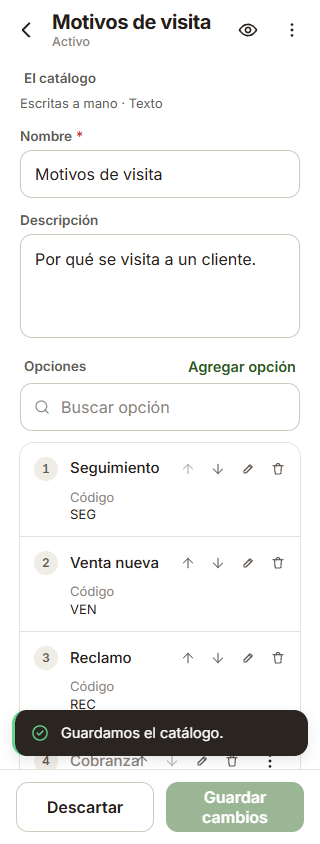 Motivos de visita
Activo
El catálogo
Escritas a mano · Texto
Nombre *
Motivos de visita
Descripción
Por qué se visita a un cliente.
Opciones
Agregar opción
Buscar opción
1 Seguimiento
Código
SEG
2 Venta nueva
Código
VEN
3 Reclamo
Código
REC
Guardamos el catálogo.
4 Cobranza
Descartar
Guardar
cambios